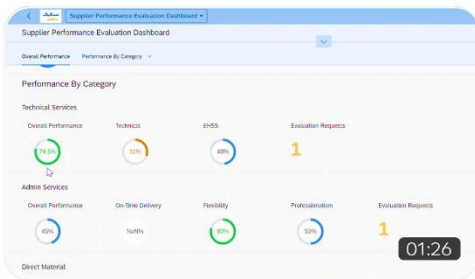 Supplier Performance Evaluation Dashboard
Supplier Performance Evaluation Dashboard
Overall Performance Performance By Category
Performance By Category
Technical Services
Overall Performance Technical EHSS Evaluation Requests
79.5% 31% 48% 1
Admin Services
Overall Performance On-Time Delivery Flexibility Professionalism Evaluation Requests
45% NaN% 80% 50% 1
01:26
Direct Material